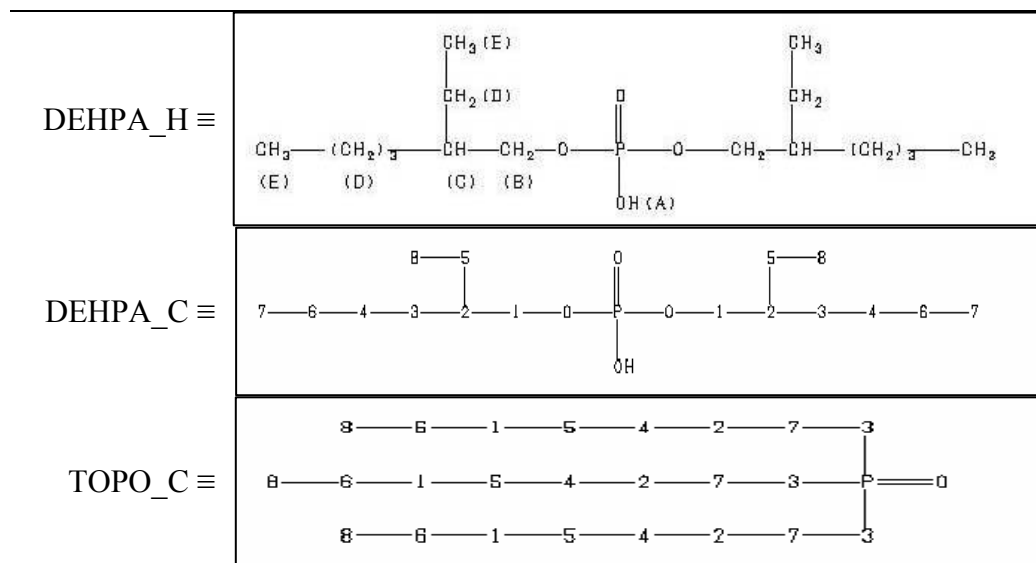 CH₃(E) CH₃
CH₂(D) O CH₂
DEHPA_H ≡
CH₃—(CH₂)₃—CH—CH₂—O—P—O—CH₂—CH—(CH₂)₃—CH₃
(E) (D) (C) (B)
OH(A)
8—5 O 5—8
DEHPA_C ≡
7—6—4—3—2—1—O—P—O—1—2—3—4—6—7
OH
8—6—1—5—4—2—7—3
TOPO_C ≡
8—6—1—5—4—2—7—3—P=O
8—6—1—5—4—2—7—3